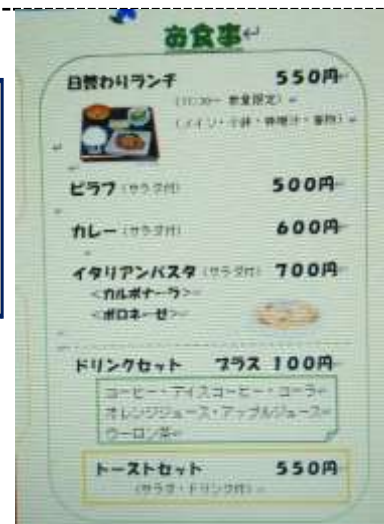 お食事↵
日替わりランチ 550円
(11:30〜 数量限定)
(メイン・小鉢・味噌汁・香物)
ピラフ(サラダ付) 500円
カレー(サラダ付) 600円
イタリアンパスタ(サラダ付) 700円
<カルボナーラ>
<ボロネーゼ>
ドリンクセット プラス 100円
コーヒー・アイスコーヒー・コーラ
オレンジジュース・アップルジュース
ウーロン茶
トーストセット 550円
(サラダ・ドリンク付)